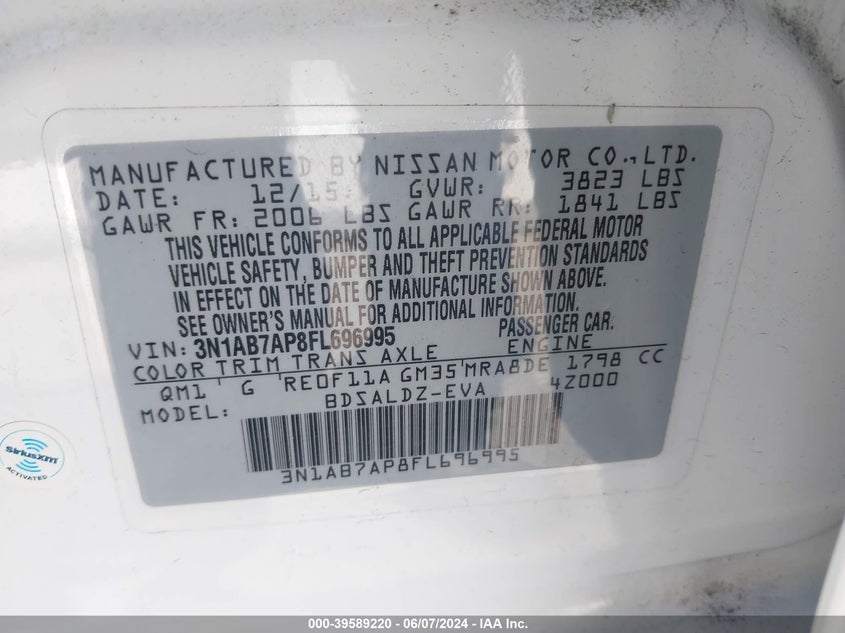 MANUFACTURED BY NISSAN MOTOR CO.,LTD.
DATE: 12/15 GVWR: 3823 LBS
GAWR FR: 2006 LBS GAWR RR: 1841 LBS
THIS VEHICLE CONFORMS TO ALL APPLICABLE FEDERAL MOTOR
VEHICLE SAFETY, BUMPER AND THEFT PREVENTION STANDARDS
IN EFFECT ON THE DATE OF MANUFACTURE SHOWN ABOVE.
SEE OWNER'S MANUAL FOR ADDITIONAL INFORMATION.
VIN: 3N1AB7AP8FL696995 PASSENGER CAR.
COLOR TRIM TRANS AXLE ENGINE
QM1 G RE0F11A GM35 MRA8DE 1798 CC
MODEL: BDSALDZ-EVA 4Z000
3N1AB7AP8FL696995
siriusxm
ACTIVATED
000-39589220 - 06/07/2024 - IAA Inc.